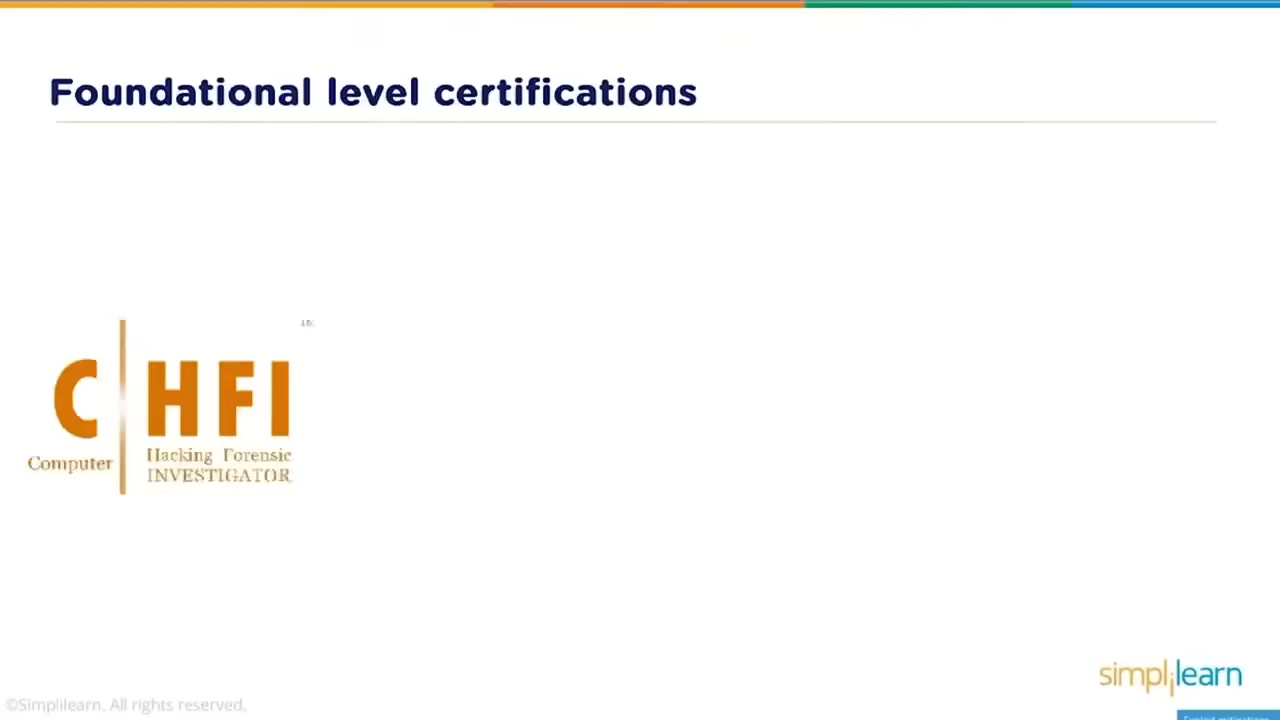 Foundational level certifications
C HFI
Computer
Hacking Forensic
INVESTIGATOR
simplilearn
©Simplilearn. All rights reserved.